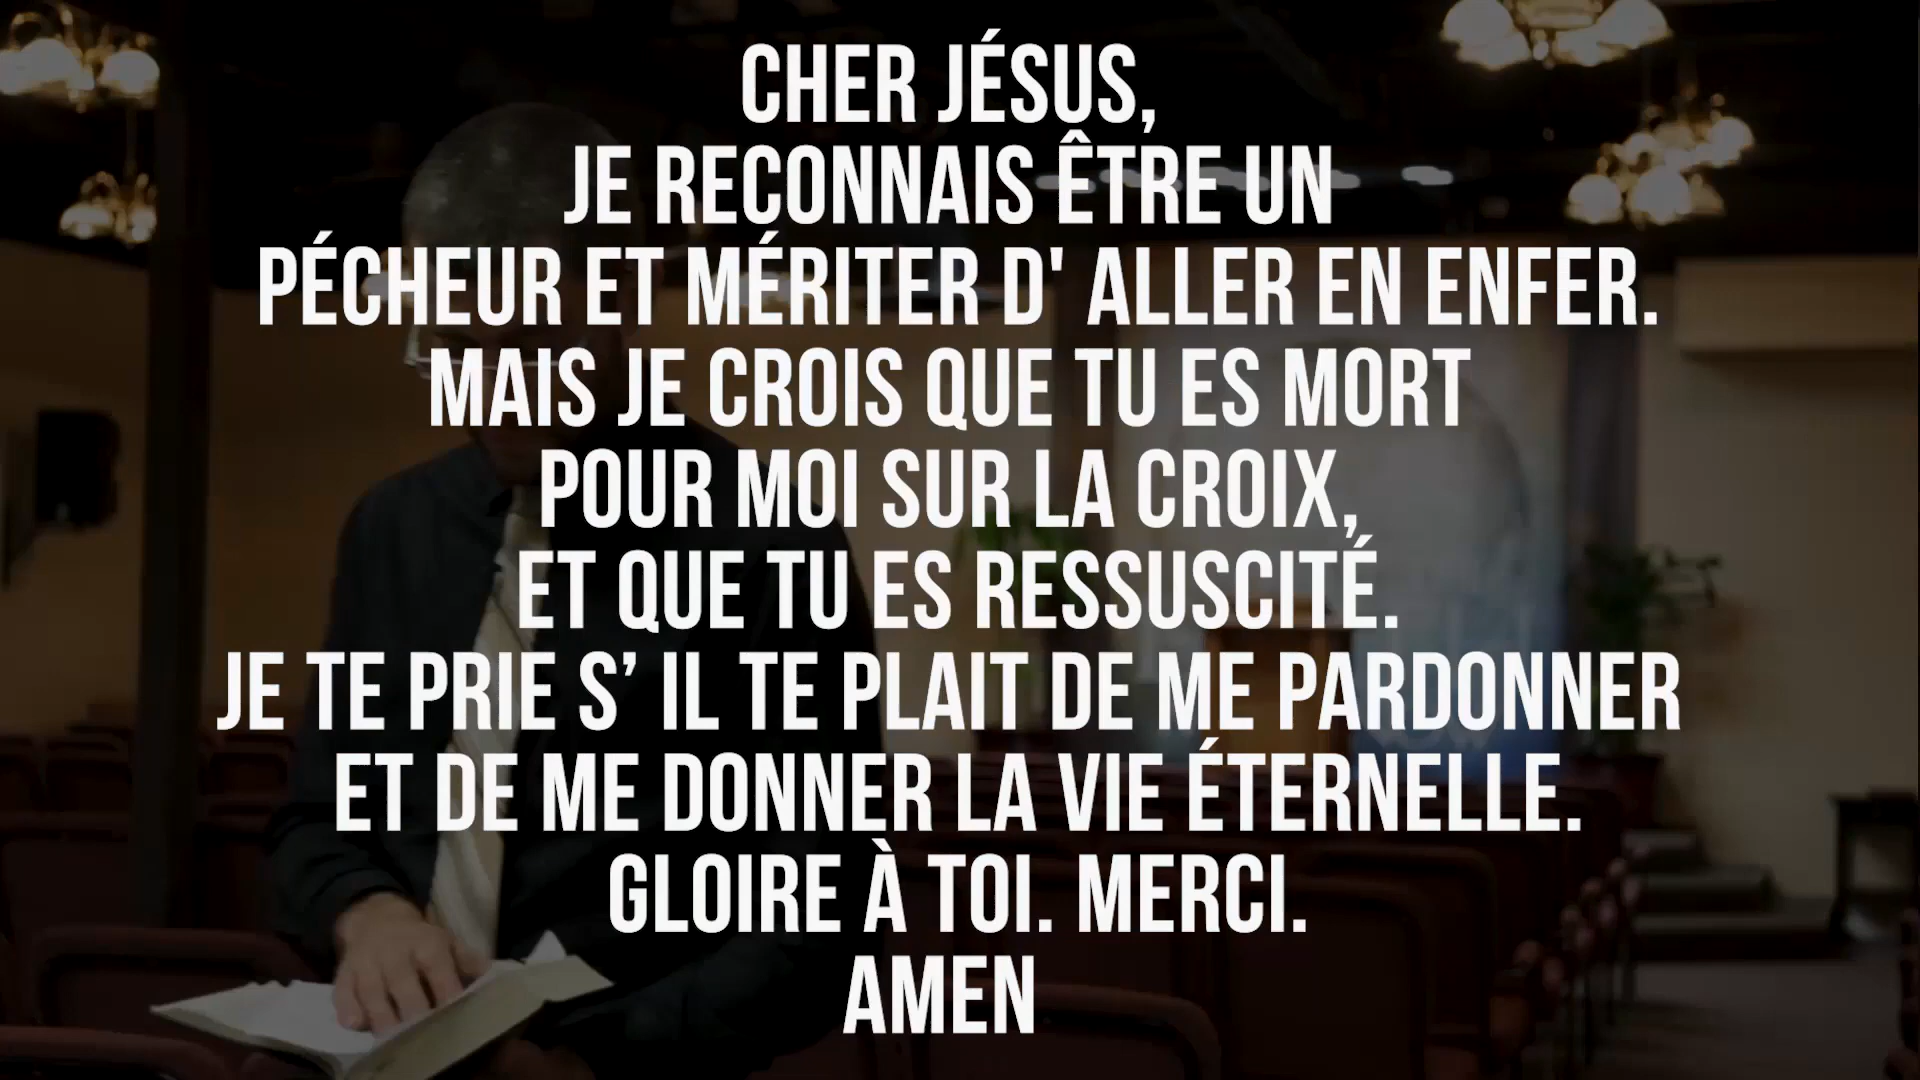 CHER JÉSUS,
JE RECONNAIS ÊTRE UN
PÉCHEUR ET MÉRITER D' ALLER EN ENFER.
MAIS JE CROIS QUE TU ES MORT
POUR MOI SUR LA CROIX,
ET QUE TU ES RESSUSCITÉ.
JE TE PRIE S’ IL TE PLAIT DE ME PARDONNER
ET DE ME DONNER LA VIE ÉTERNELLE.
GLOIRE À TOI. MERCI.
AMEN